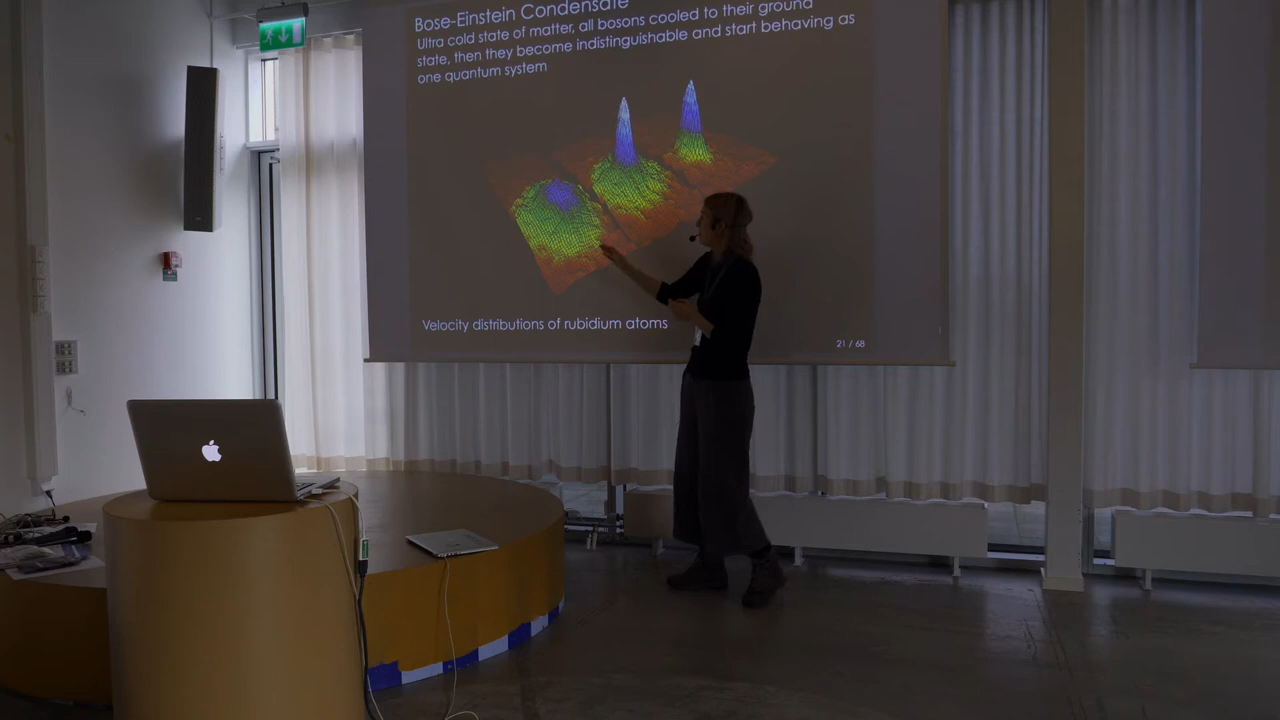 Bose-Einstein Condensate
Ultra cold state of matter, all bosons cooled to their ground
state, then they become indistinguishable and start behaving as
one quantum system
Velocity distributions of rubidium atoms
21 / 68